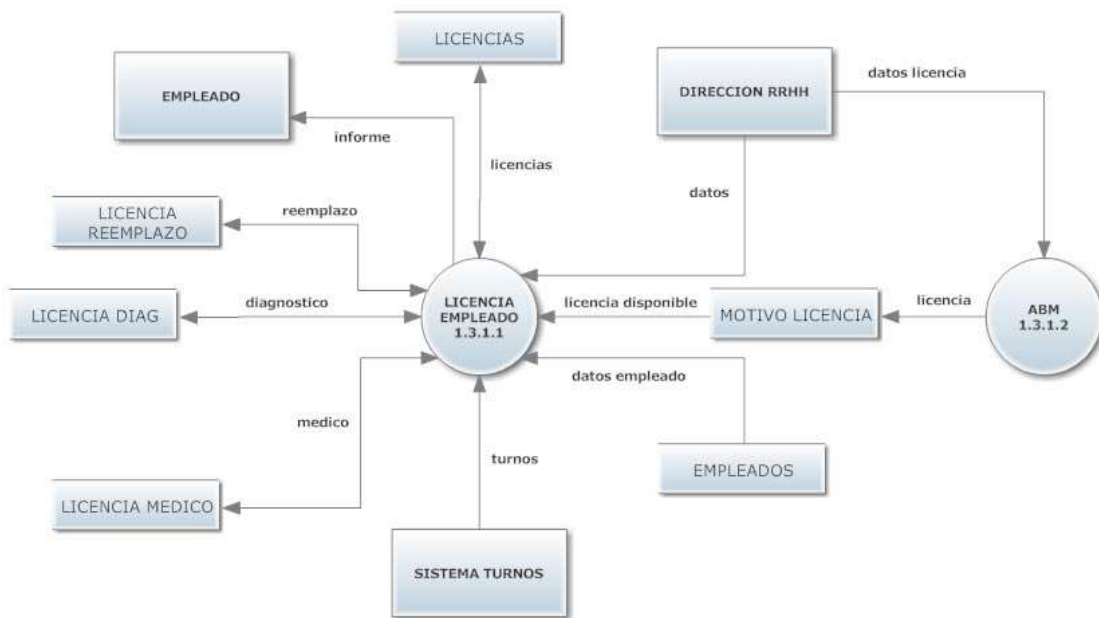 LICENCIAS
datos licencia
EMPLEADO
DIRECCION RRHH
informe
licencias
datos
LICENCIA
REEMPLAZO
reemplazo
LICENCIA DIAG
diagnostico
LICENCIA
EMPLEADO
1.3.1.1
licencia disponible
MOTIVO LICENCIA
licencia
ABM
1.3.1.2
datos empleado
medico
turnos
EMPLEADOS
LICENCIA MEDICO
SISTEMA TURNOS